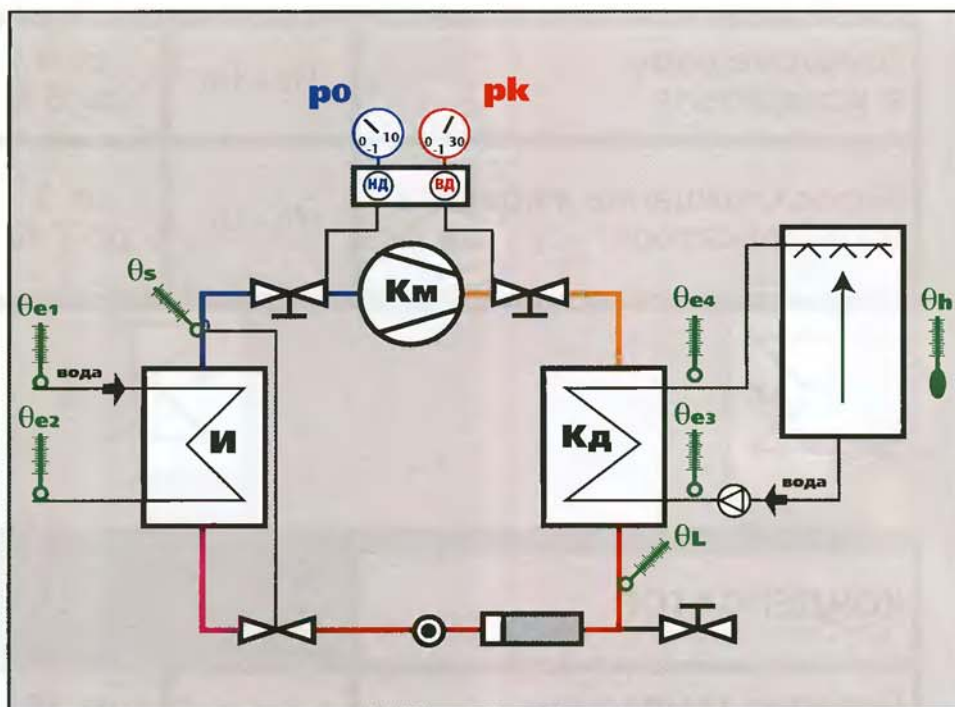 po pk
0 10 -1
0 30 -1
НД ВД
θs
Км
θe1
вода
θe2
И
θe4
θh
Кд
θe3
вода
θL